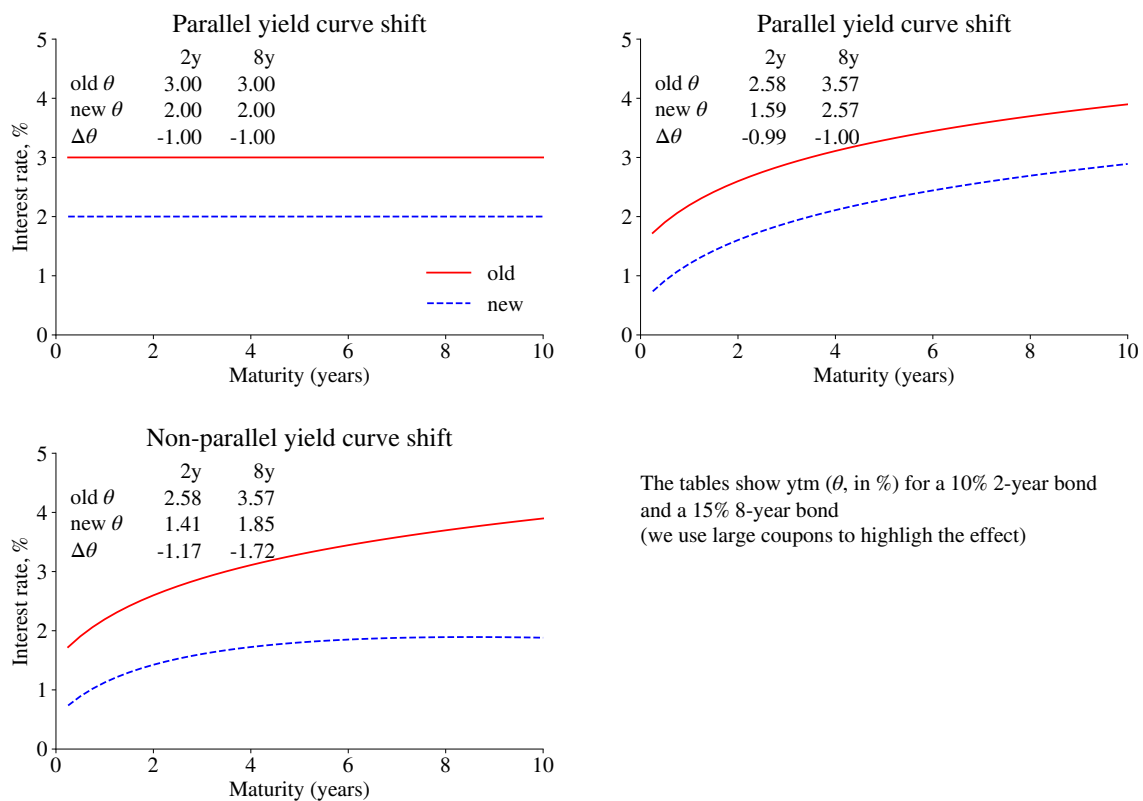 Parallel yield curve shift
5
4
3
2
1
0
Interest rate, %
2y 8y
old θ 3.00 3.00
new θ 2.00 2.00
Δθ -1.00 -1.00
old
new
0 2 4 6 8 10
Maturity (years)
Parallel yield curve shift
5
4
3
2
1
0
2y 8y
old θ 2.58 3.57
new θ 1.59 2.57
Δθ -0.99 -1.00
0 2 4 6 8 10
Maturity (years)
Non-parallel yield curve shift
5
4
3
2
1
0
Interest rate, %
2y 8y
old θ 2.58 3.57
new θ 1.41 1.85
Δθ -1.17 -1.72
0 2 4 6 8 10
Maturity (years)
The tables show ytm (θ, in %) for a 10% 2-year bond
and a 15% 8-year bond
(we use large coupons to highligh the effect)